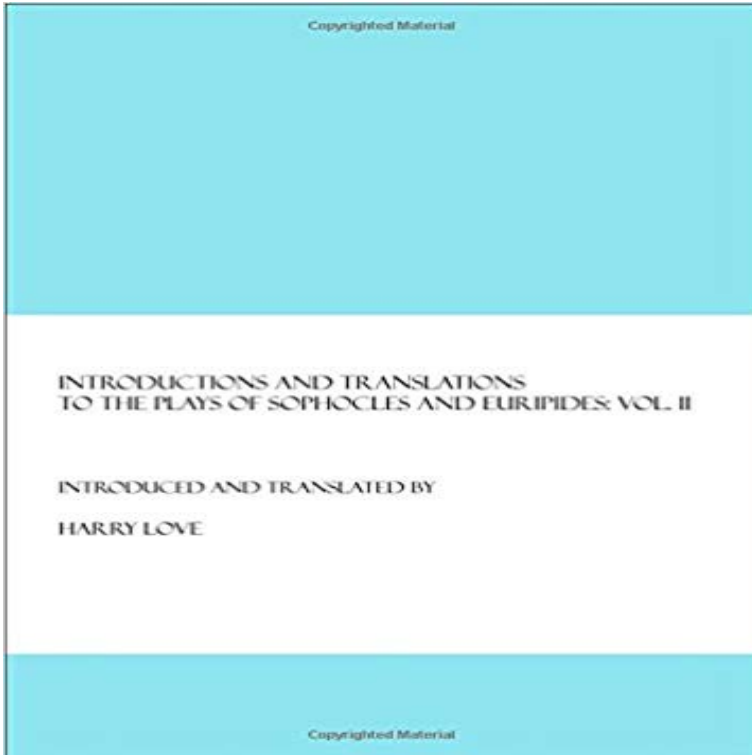 Copyrighted Material
INTRODUCTIONS AND TRANSLATIONS
TO THE PLAYS OF SOPHOCLES AND EURIPIDES: VOL. II
INTRODUCED AND TRANSLATED BY
HARRY LOVE
Copyrighted Material